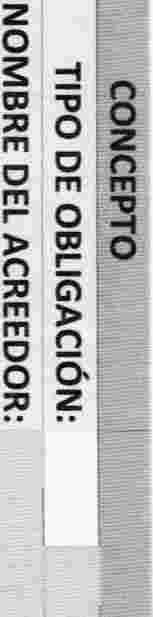 CONCEPTO
TIPO DE OBLIGACIÓN:
NOMBRE DEL ACREEDOR: